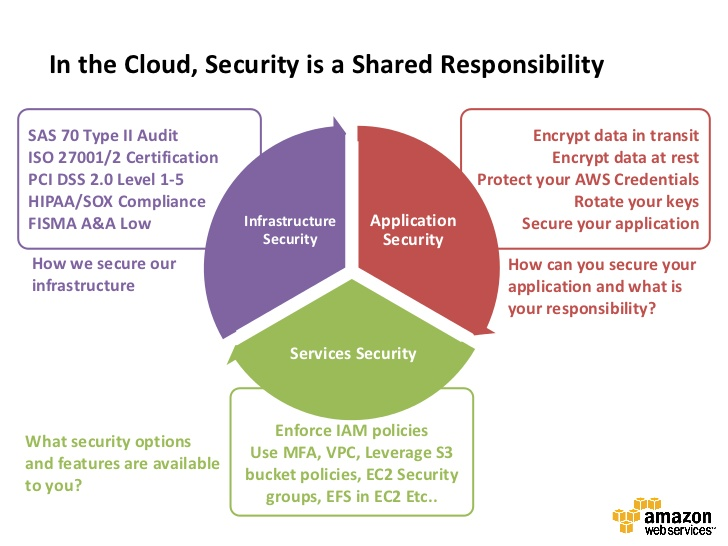 In the Cloud, Security is a Shared Responsibility
SAS 70 Type II Audit
ISO 27001/2 Certification
PCI DSS 2.0 Level 1-5
HIPAA/SOX Compliance
FISMA A&A Low
How we secure our
infrastructure
Infrastructure
Security
Application
Security
Encrypt data in transit
Encrypt data at rest
Protect your AWS Credentials
Rotate your keys
Secure your application
How can you secure your
application and what is
your responsibility?
Services Security
What security options
and features are available
to you?
Enforce IAM policies
Use MFA, VPC, Leverage S3
bucket policies, EC2 Security
groups, EFS in EC2 Etc..
amazon
webservices™